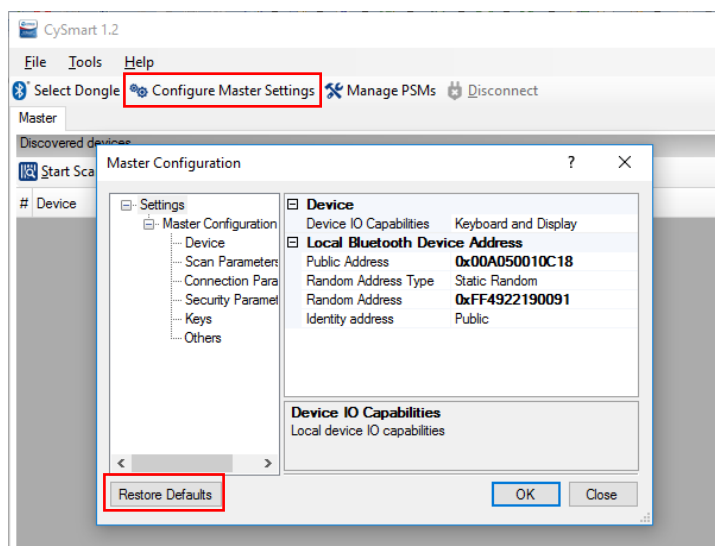 CySmart 1.2
File Tools Help
Select Dongle Configure Master Settings Manage PSMs Disconnect
Master
Discovered devices
Start Sca
# Device
Master Configuration ? X
Settings
Master Configuration
Device
Scan Parameters
Connection Para
Security Paramet
Keys
Others
Device
Device IO Capabilities Keyboard and Display
Local Bluetooth Device Address
Public Address 0x00A050010C18
Random Address Type Static Random
Random Address 0xFF4922190091
Identity address Public
Device IO Capabilities
Local device IO capabilities
Restore Defaults OK Close